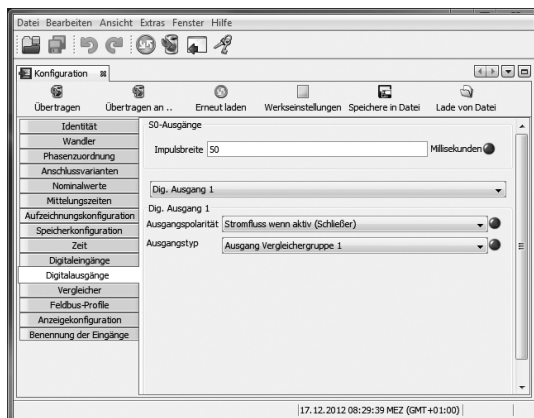 Datei Bearbeiten Ansicht Extras Fenster Hilfe
Konfiguration
Übertragen Übertragen an .. Erneut laden Werkseinstellungen Speichere in Datei Lade von Datei
Identität
Wandler
Phasenzuordnung
Anschlussvarianten
Nominalwerte
Mittelungszeiten
Aufzeichnungskonfiguration
Speicherkonfiguration
Zeit
Digitaleingänge
Digitalausgänge
Vergleicher
Feldbus-Profile
Anzeigekonfiguration
Benennung der Eingänge
S0-Ausgänge
Impulsbreite 50 Millisekunden
Dig. Ausgang 1
Dig. Ausgang 1
Ausgangspolarität Stromfluss wenn aktiv (Schließer)
Ausgangstyp Ausgang Vergleichergruppe 1
17.12.2012 08:29:39 MEZ (GMT+01:00)